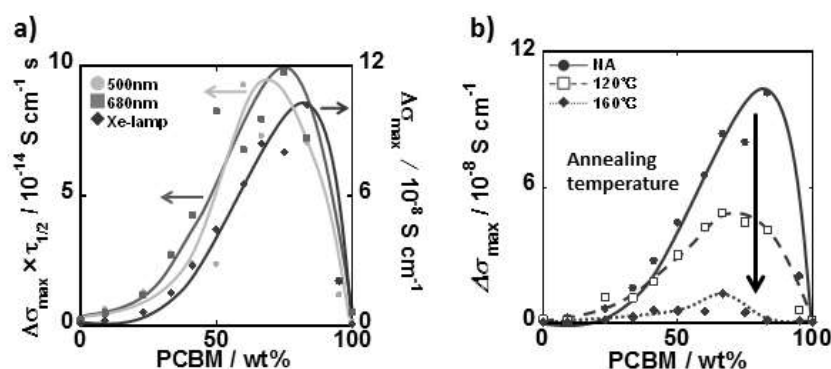 a)
10
5
0
Δσmax × τ1/2 / 10⁻¹⁴ S cm⁻¹ s
500nm
680nm
Xe-lamp
12
6
0
Δσmax / 10⁻⁸ S cm⁻¹
0
50
100
PCBM / wt%
b)
12
6
0
Δσmax / 10⁻⁸ S cm⁻¹
NA
120℃
160℃
Annealing
temperature
0
50
100
PCBM / wt%